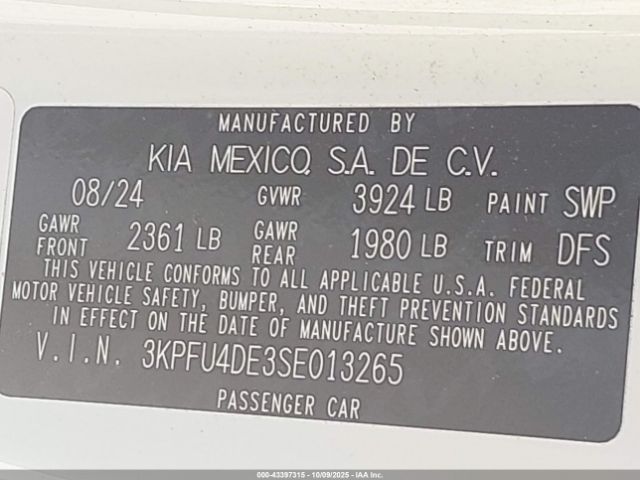 MANUFACTURED BY
KIA MEXICO, S.A. DE C.V.
08/24 GVWR 3924 LB PAINT SWP
GAWR FRONT 2361 LB GAWR REAR 1980 LB TRIM DFS
THIS VEHICLE CONFORMS TO ALL APPLICABLE U.S.A. FEDERAL
MOTOR VEHICLE SAFETY, BUMPER, AND THEFT PREVENTION STANDARDS
IN EFFECT ON THE DATE OF MANUFACTURE SHOWN ABOVE.
V.I.N. 3KPFU4DE3SE013265
PASSENGER CAR
000-43397315 - 10/09/2025 - IAA Inc.